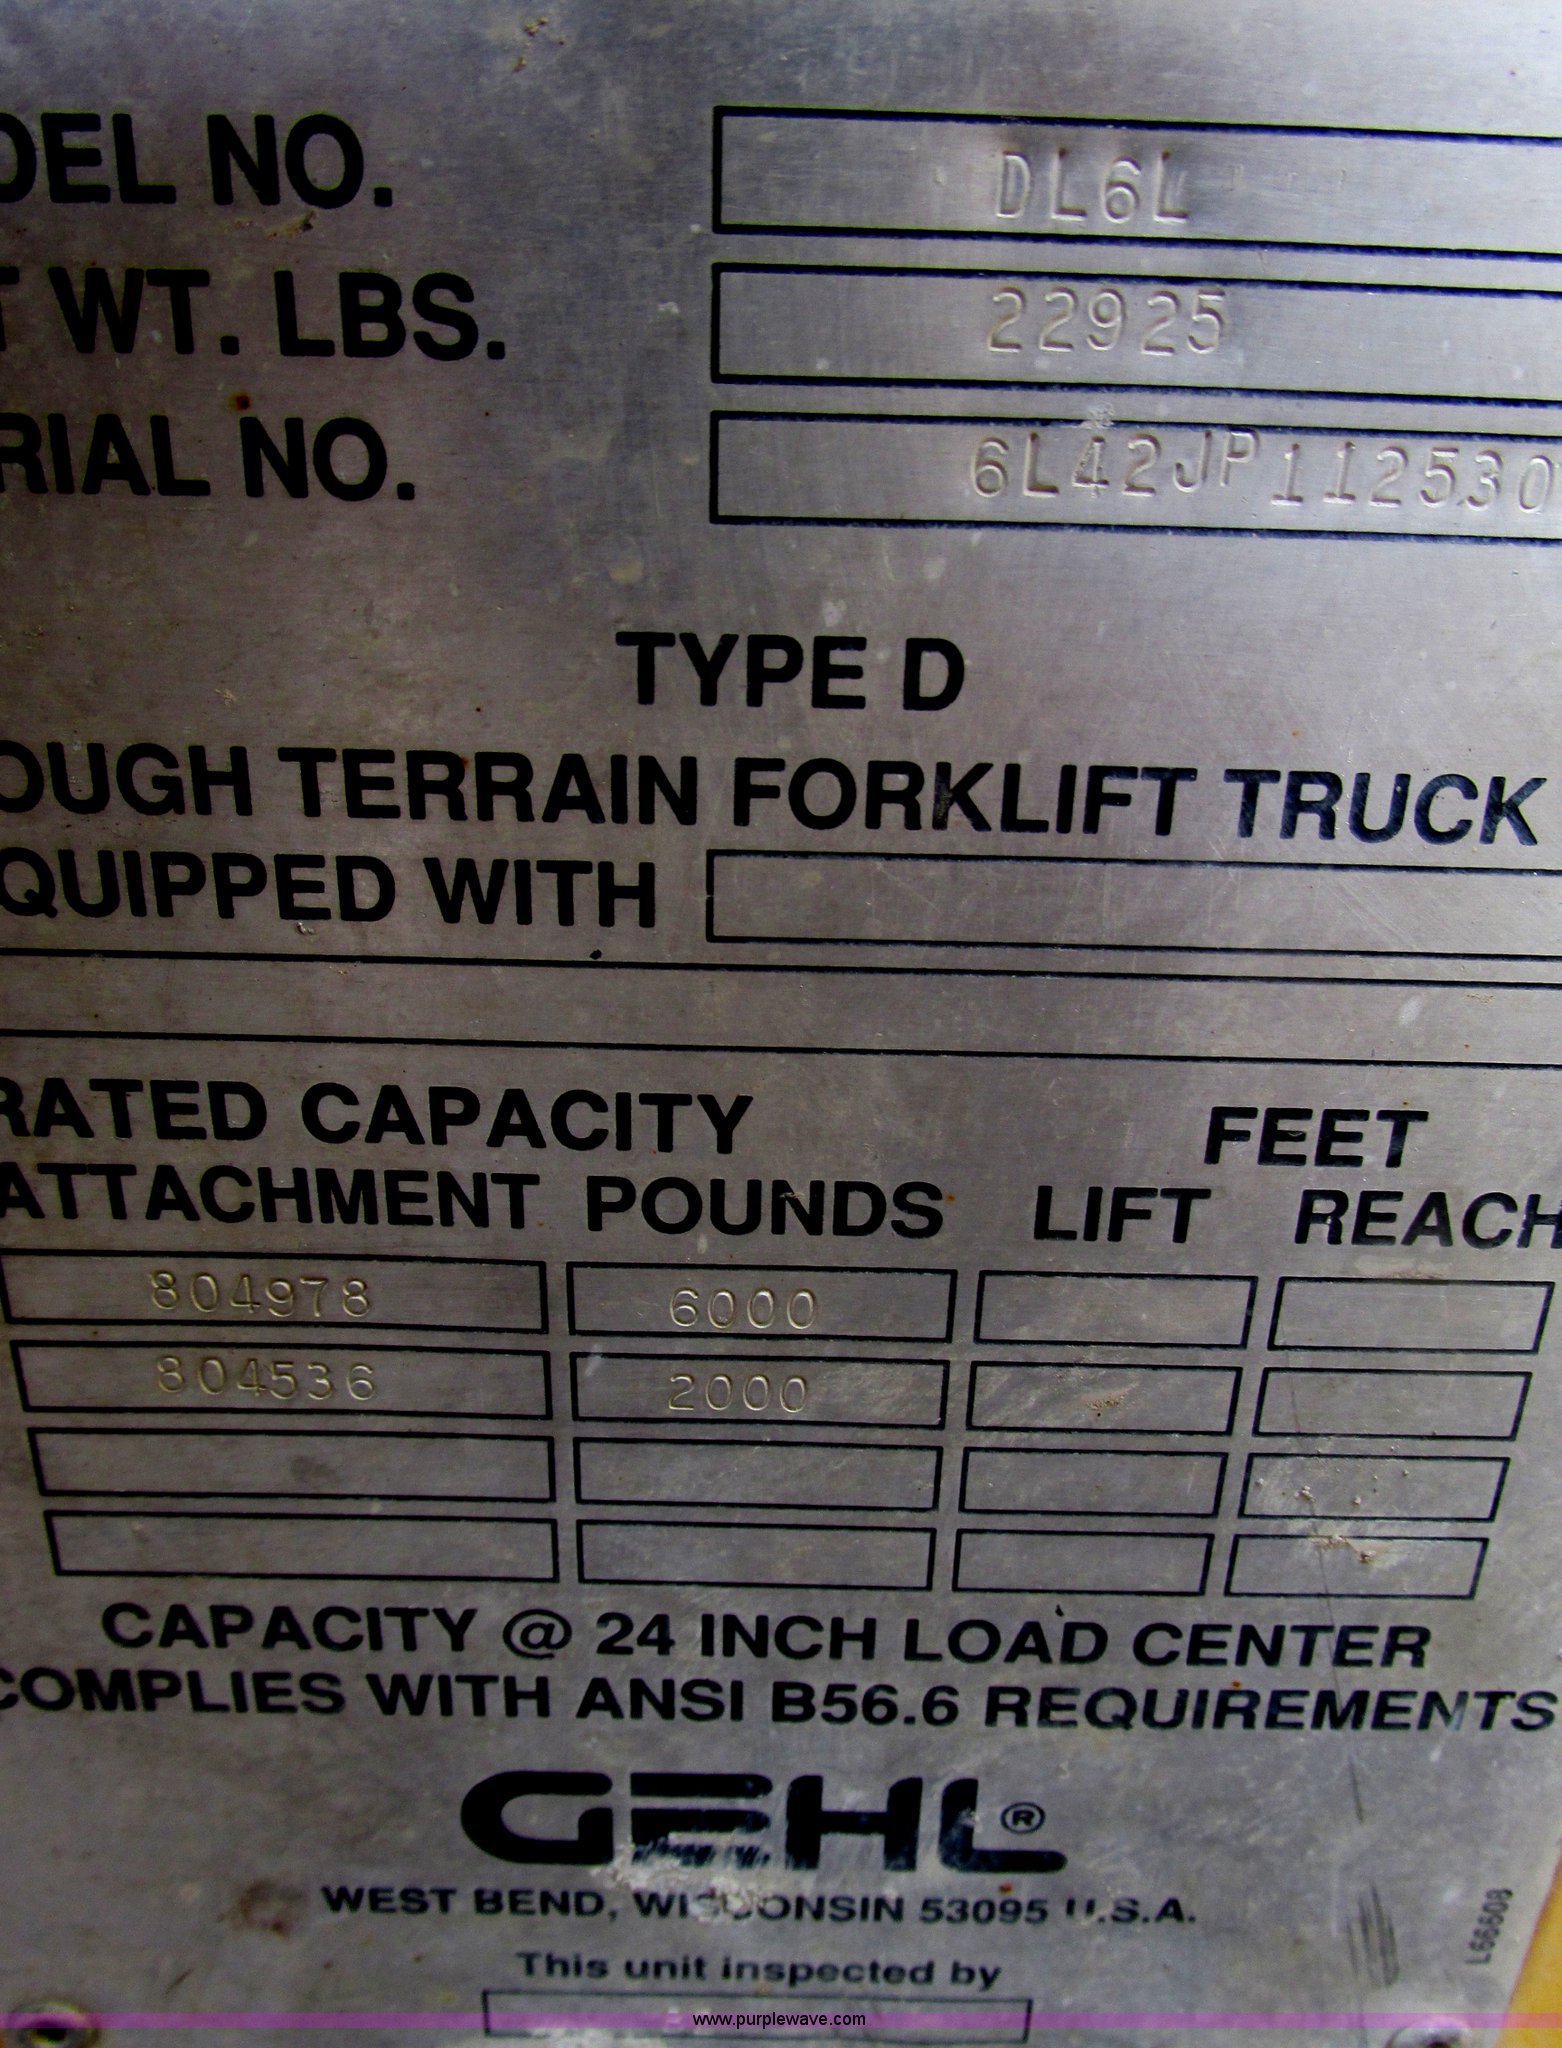 DEL NO. DL6L
T WT. LBS. 22925
RIAL NO. 6L42JP112530
TYPE D
OUGH TERRAIN FORKLIFT TRUCK
QUIPPED WITH
RATED CAPACITY FEET
ATTACHMENT POUNDS LIFT REACH
804978 6000
804536 2000
CAPACITY @ 24 INCH LOAD CENTER
COMPLIES WITH ANSI B56.6 REQUIREMENTS
GEHL®
WEST BEND, WISCONSIN 53095 U.S.A.
L66608
This unit inspected by
www.purplewave.com